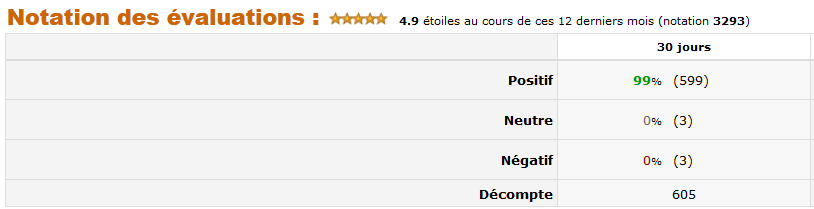 Notation des évaluations : 4.9 étoiles au cours de ces 12 derniers mois (notation 3293)
30 jours
Positif 99% (599)
Neutre 0% (3)
Négatif 0% (3)
Décompte 605